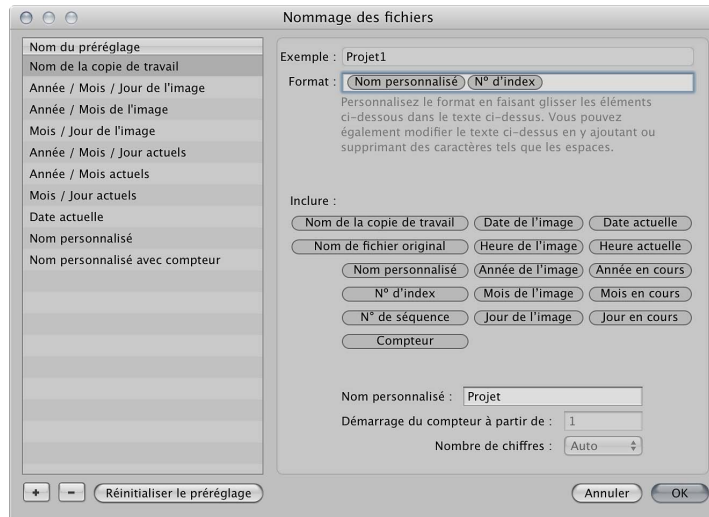 Nommage des fichiers
Nom du préréglage
Nom de la copie de travail
Année / Mois / Jour de l'image
Année / Mois de l'image
Mois / Jour de l'image
Année / Mois / Jour actuels
Année / Mois actuels
Mois / Jour actuels
Date actuelle
Nom personnalisé
Nom personnalisé avec compteur
Exemple : Projet1
Format : Nom personnalisé Nº d'index
Personnalisez le format en faisant glisser les éléments
ci-dessous dans le texte ci-dessus. Vous pouvez
également modifier le texte ci-dessus en y ajoutant ou
supprimant des caractères tels que les espaces.
Inclure :
Nom de la copie de travail Date de l'image Date actuelle
Nom de fichier original Heure de l'image Heure actuelle
Nom personnalisé Année de l'image Année en cours
Nº d'index Mois de l'image Mois en cours
N° de séquence Jour de l'image Jour en cours
Compteur
Nom personnalisé : Projet
Démarrage du compteur à partir de : 1
Nombre de chiffres : Auto
+ - Réinitialiser le préréglage Annuler OK